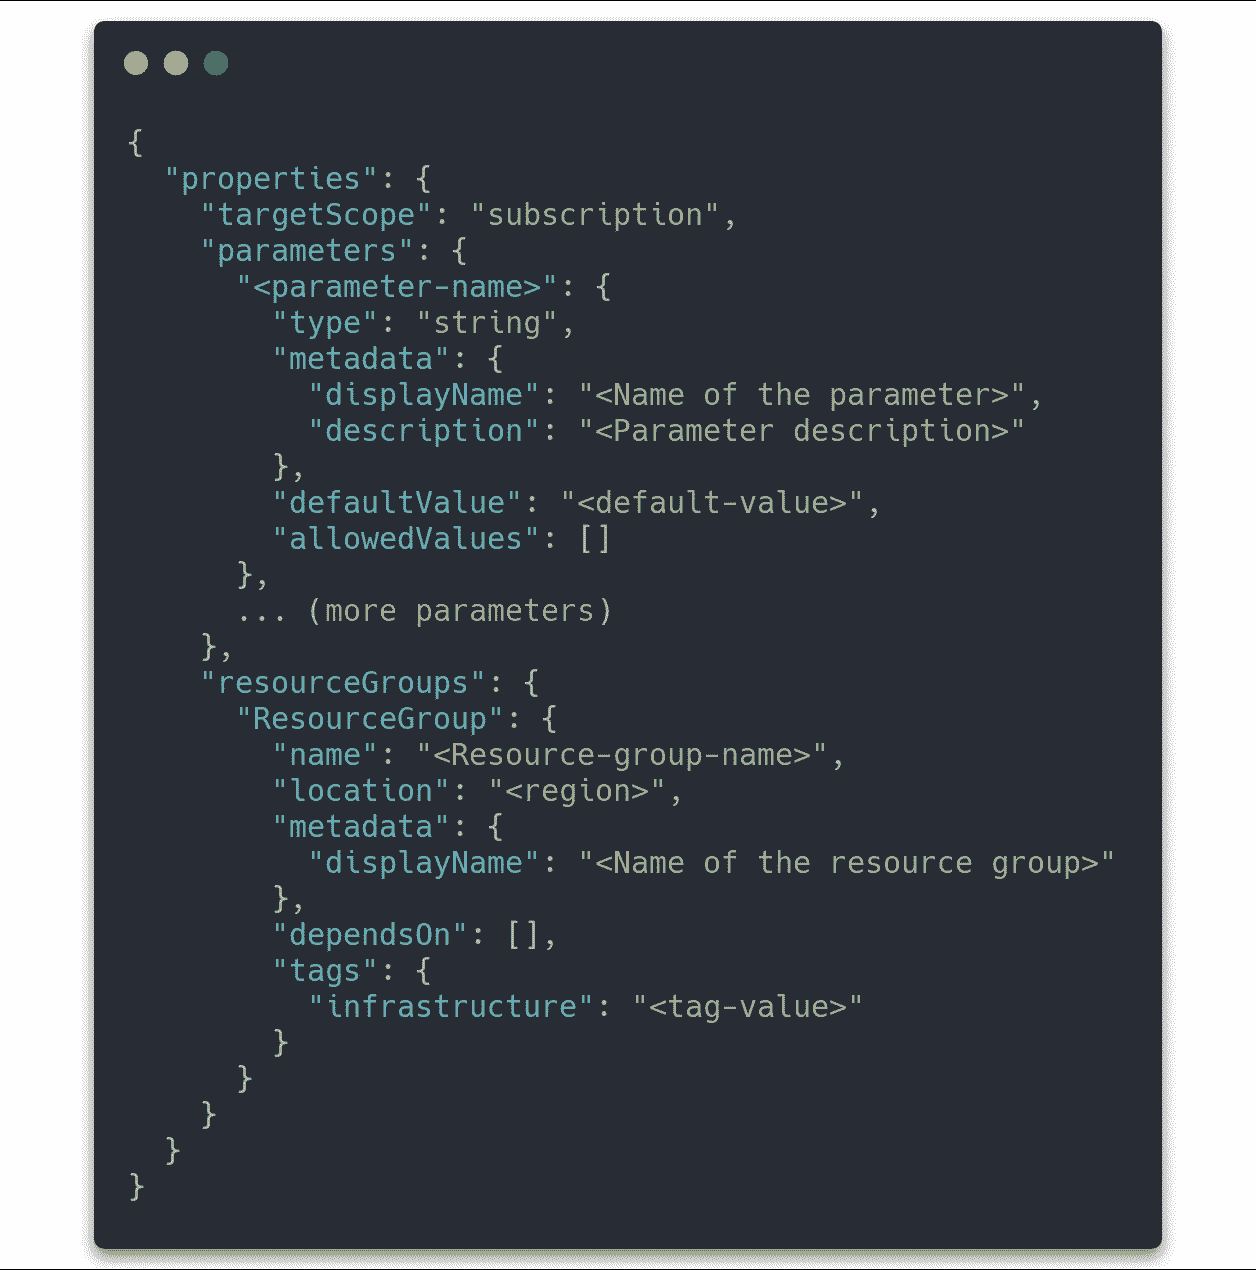 {
  "properties": {
    "targetScope": "subscription",
    "parameters": {
      "<parameter-name>": {
        "type": "string",
        "metadata": {
          "displayName": "<Name of the parameter>",
          "description": "<Parameter description>"
        },
        "defaultValue": "<default-value>",
        "allowedValues": []
      },
      ... (more parameters)
    },
    "resourceGroups": {
      "ResourceGroup": {
        "name": "<Resource-group-name>",
        "location": "<region>",
        "metadata": {
          "displayName": "<Name of the resource group>"
        },
        "dependsOn": [],
        "tags": {
          "infrastructure": "<tag-value>"
        }
      }
    }
  }
}